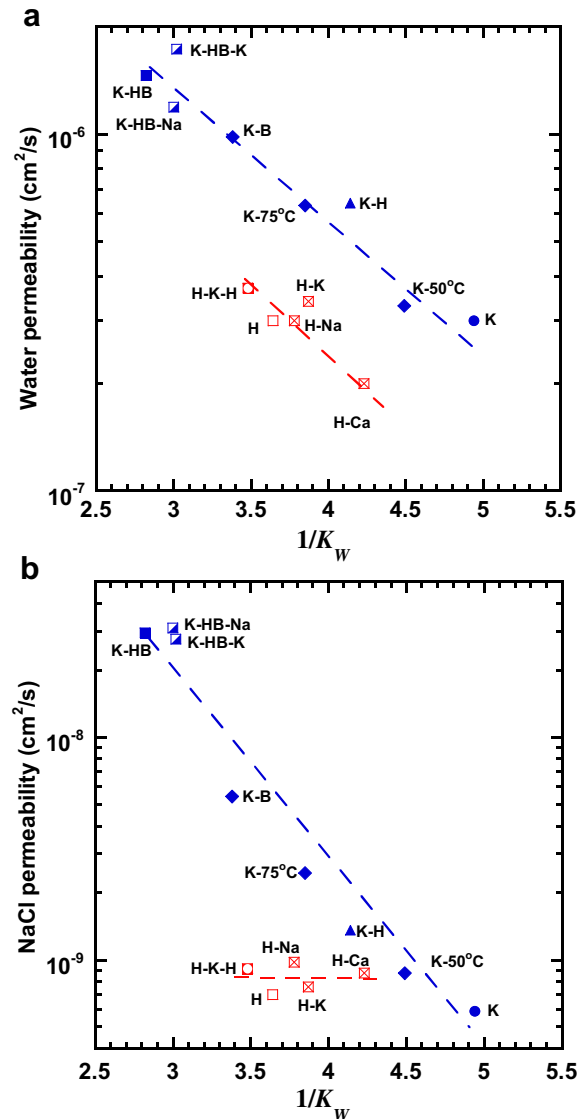 a
Water permeability (cm²/s)
10⁻⁶
10⁻⁷
K-HB-K
K-HB
K-HB-Na
K-B
K-75°C
K-H
K-50°C
K
H-K-H
H-K
H
H-Na
H-Ca
2.5 3 3.5 4 4.5 5 5.5
1/K_W
b
NaCl permeability (cm²/s)
10⁻⁸
10⁻⁹
K-HB-Na
K-HB-K
K-HB
K-B
K-75°C
K-H
H-Na
H-Ca
K-50°C
H-K-H
H
H-K
K
2.5 3 3.5 4 4.5 5 5.5
1/K_W